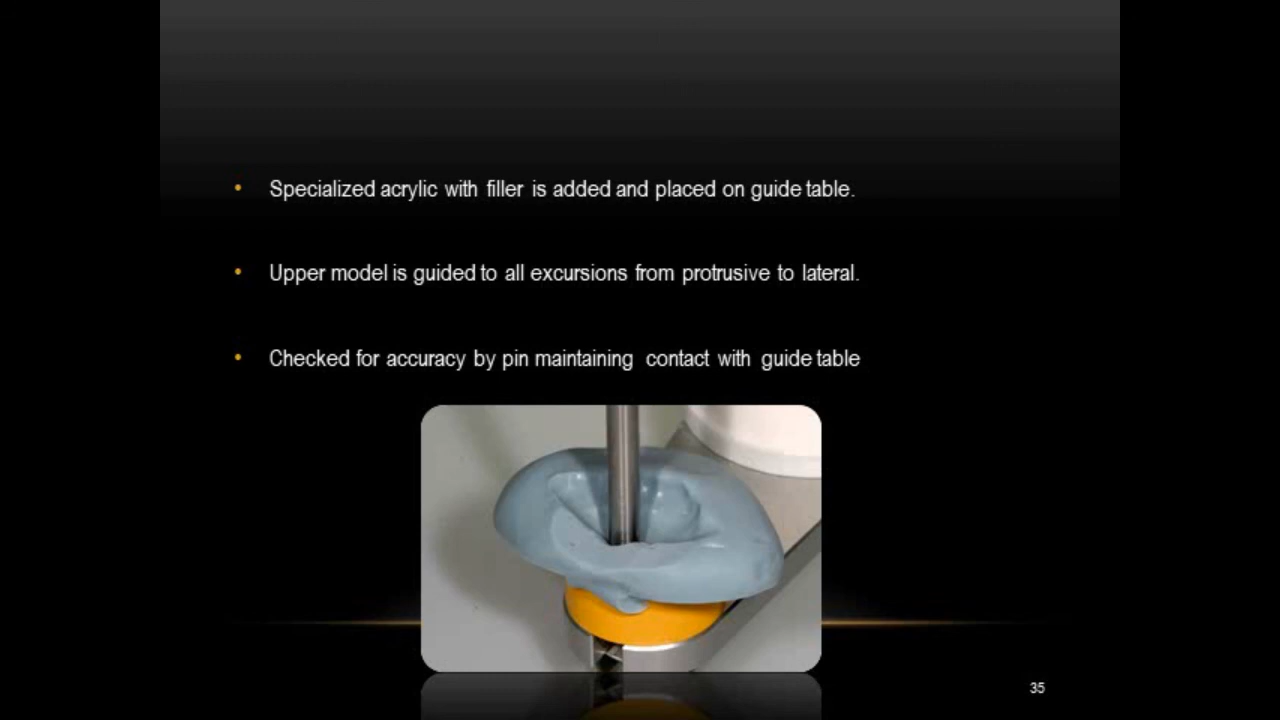 • Specialized acrylic with filler is added and placed on guide table.
• Upper model is guided to all excursions from protrusive to lateral.
• Checked for accuracy by pin maintaining contact with guide table
35